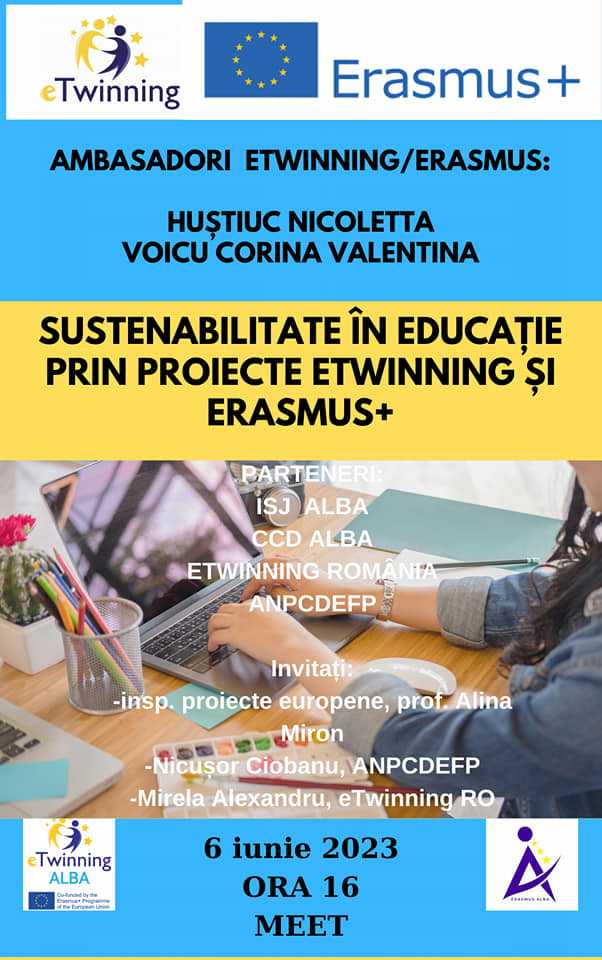 eTwinning
Erasmus+
AMBASADORI ETWINNING/ERASMUS:
HUȘTIUC NICOLETTA
VOICU CORINA VALENTINA
SUSTENABILITATE ÎN EDUCAȚIE
PRIN PROIECTE ETWINNING ȘI
ERASMUS+
PARTENERI:
ISJ ALBA
CCD ALBA
ETWINNING ROMÂNIA
ANPCDEFP
Invitați:
-insp. proiecte europene, prof. Alina
Miron
-Nicușor Ciobanu, ANPCDEFP
-Mirela Alexandru, eTwinning RO
eTwinning
ALBA
Co-funded by the
Erasmus+ Programme
of the European Union
6 iunie 2023
ORA 16
MEET
ERASMUS ALBA